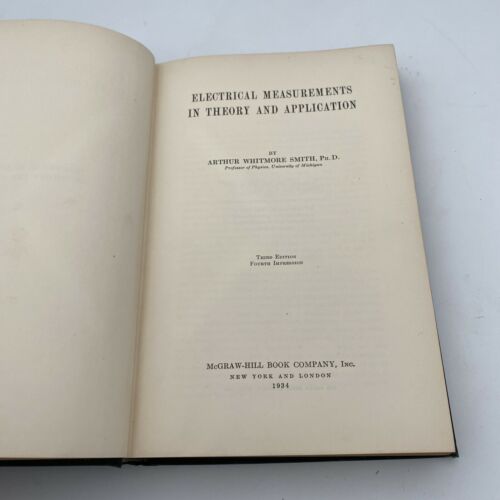 ELECTRICAL MEASUREMENTS
IN THEORY AND APPLICATION
BY
ARTHUR WHITMORE SMITH, Ph.D.
Professor of Physics, University of Michigan
Third Edition
Fourth Impression
McGRAW-HILL BOOK COMPANY, Inc.
NEW YORK AND LONDON
1934